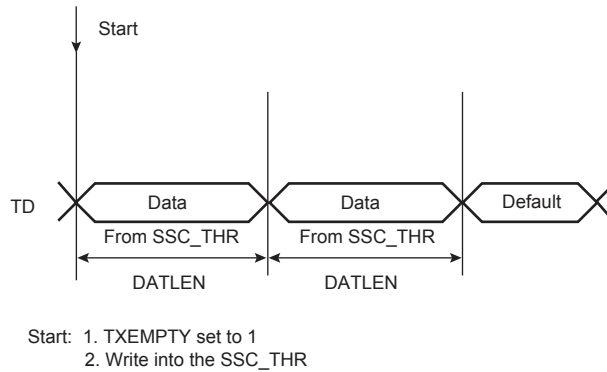 Start
TD
Data
Data
Default
From SSC_THR
From SSC_THR
DATLEN
DATLEN
Start: 1. TXEMPTY set to 1
2. Write into the SSC_THR